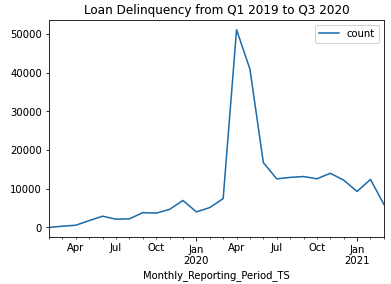 Loan Delinquency from Q1 2019 to Q3 2020
count
50000
40000
30000
20000
10000
0
Apr Jul Oct Jan Apr Jul Oct Jan
2020 2021
Monthly_Reporting_Period_TS